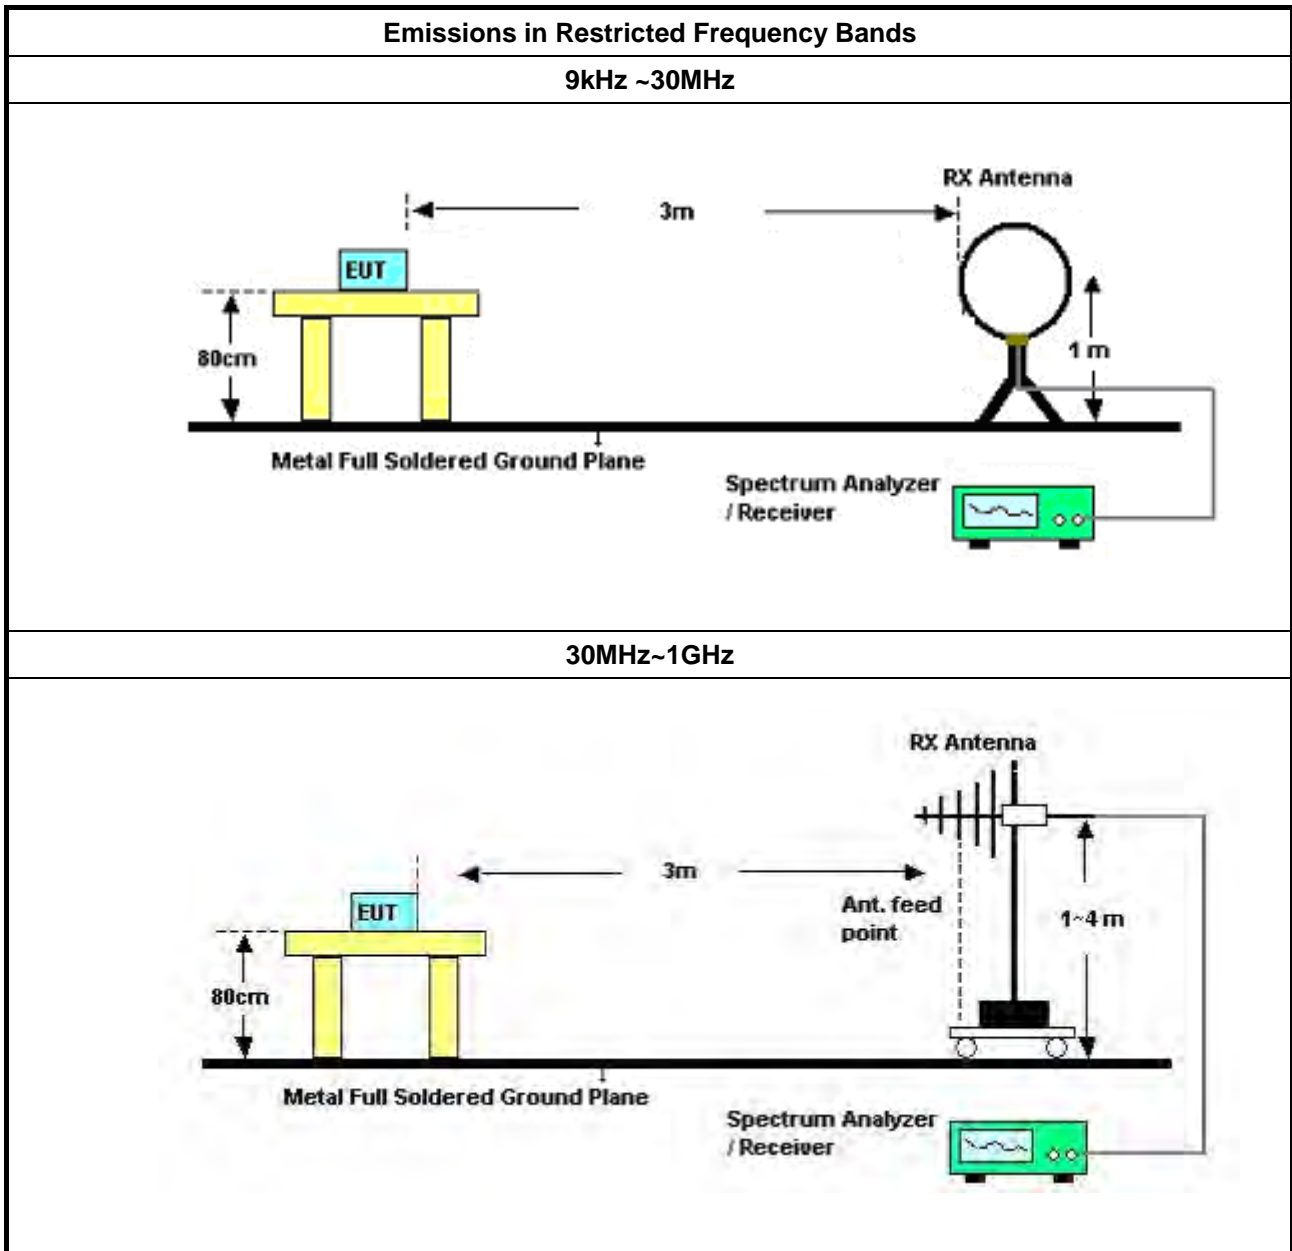 Emissions in Restricted Frequency Bands
9kHz ~30MHz
RX Antenna
3m
EUT
80cm
1 m
Metal Full Soldered Ground Plane
Spectrum Analyzer
/ Receiver
30MHz~1GHz
RX Antenna
3m
Ant. feed
point
1~4 m
EUT
80cm
Metal Full Soldered Ground Plane
Spectrum Analyzer
/ Receiver